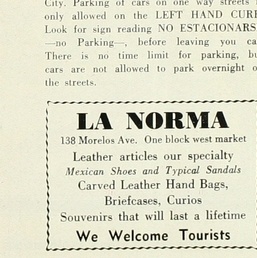 City. Parking of cars on one way streets
only allowed on the LEFT HAND CURB
Look for sign reading NO ESTACIONARS
—no Parking—, before leaving you ca
There is no time limit for parking, bu
cars are not allowed to park overnight o
the streets.
LA NORMA
138 Morelos Ave. One block west market
Leather articles our specialty
Mexican Shoes and Typical Sandals
Carved Leather Hand Bags,
Briefcases, Curios
Souvenirs that will last a lifetime
We Welcome Tourists